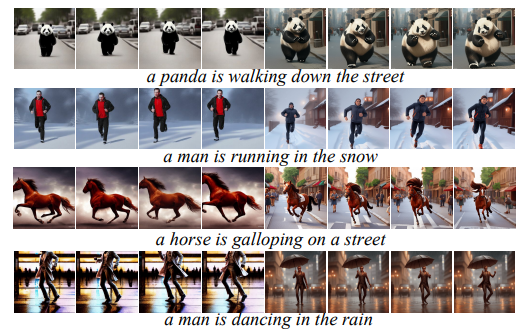 a panda is walking down the street
a man is running in the snow
a horse is galloping on a street
a man is dancing in the rain